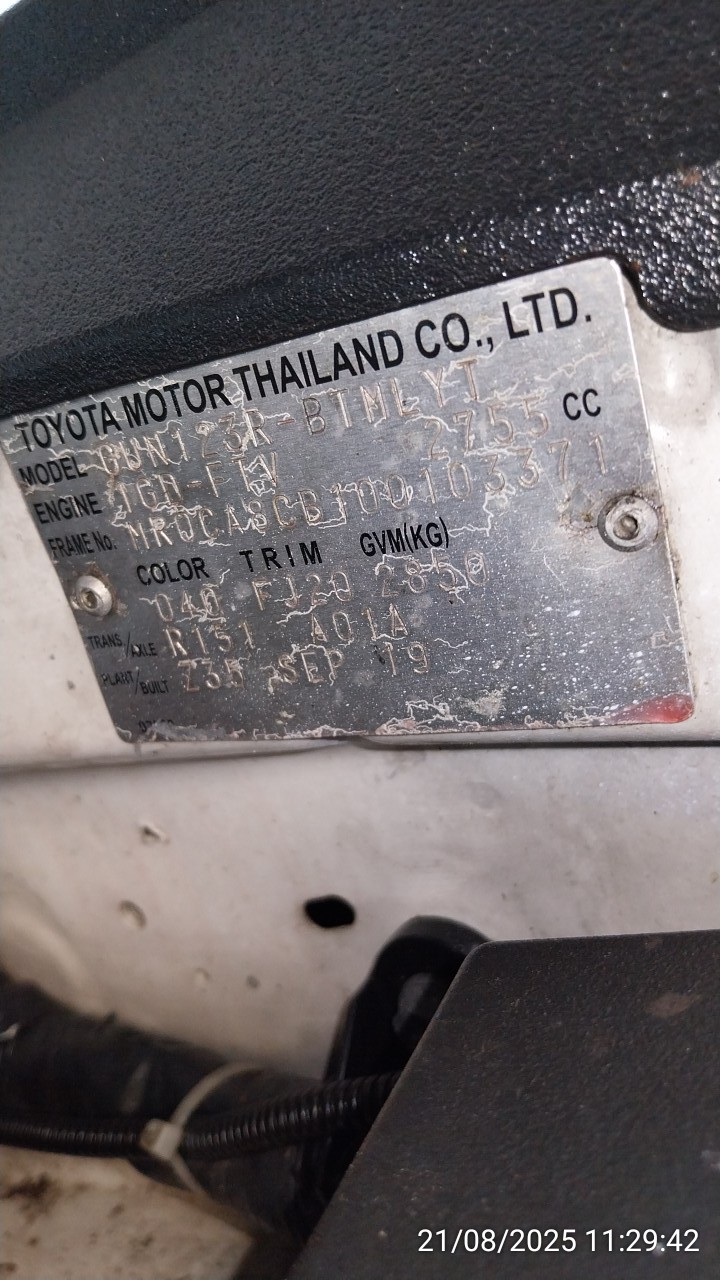 TOYOTA MOTOR THAILAND CO., LTD.
MODEL GUN123R-BTMLYT
ENGINE 1GD-FTV 2755 CC
FRAME No. MR0CA8CB100103371
COLOR TRIM GVM(KG)
040 FJ20 2850
TRANS./AXLE R151 A01A
PLANT/BUILT Z35 SEP 19
21/08/2025 11:29:42